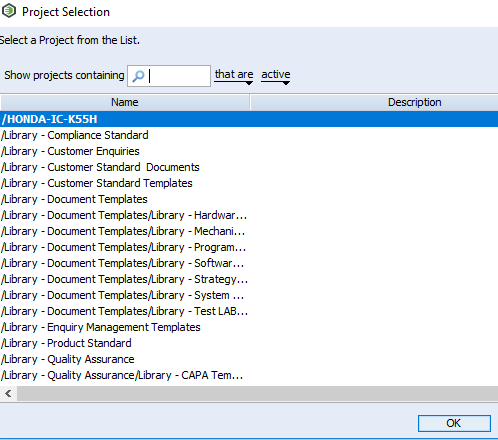 Project Selection
Select a Project from the List.
Show projects containing that are active
Name Description
/HONDA-IC-K55H
/Library - Compliance Standard
/Library - Customer Enquiries
/Library - Customer Standard  Documents
/Library - Customer Standard Templates
/Library - Document Templates
/Library - Document Templates/Library - Hardwar...
/Library - Document Templates/Library - Mechani...
/Library - Document Templates/Library - Program...
/Library - Document Templates/Library - Softwar...
/Library - Document Templates/Library - Strategy...
/Library - Document Templates/Library - System ...
/Library - Document Templates/Library - Test LAB...
/Library - Enquiry Management Templates
/Library - Product Standard
/Library - Quality Assurance
/Library - Quality Assurance/Library - CAPA Tem...
OK